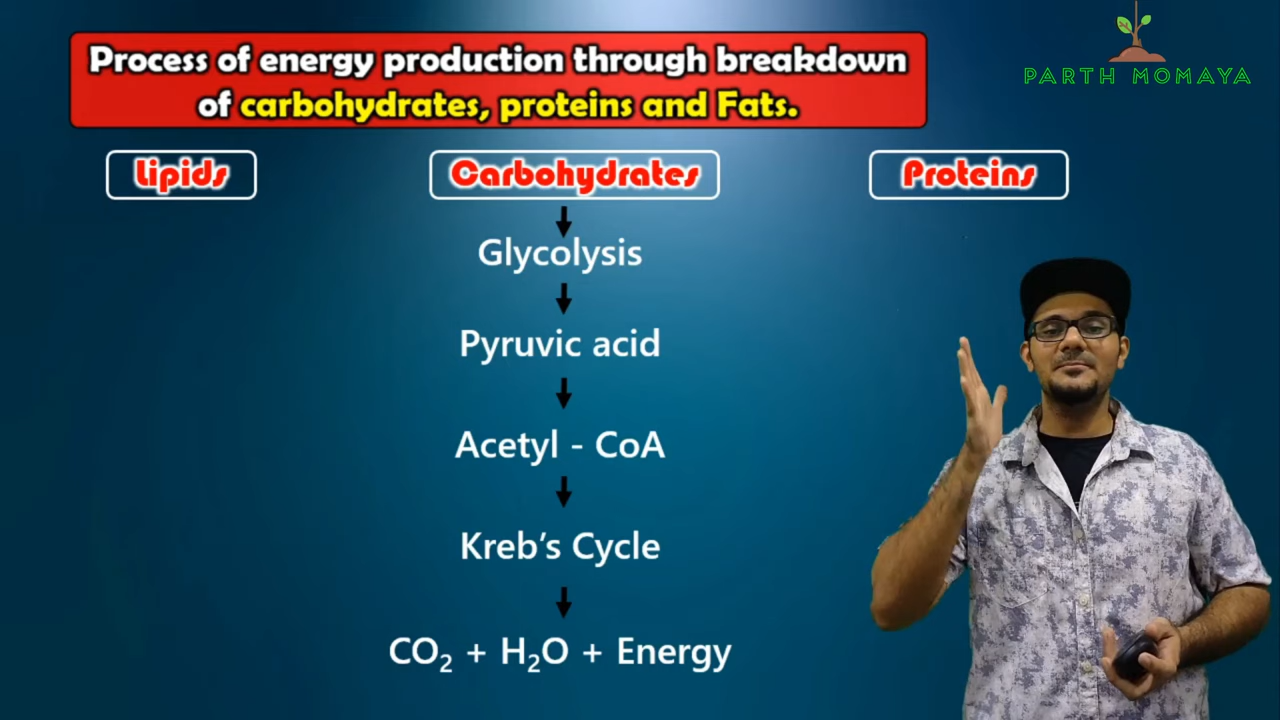 Process of energy production through breakdown
of carbohydrates, proteins and Fats.
PARTH MOMAYA
Lipids
Carbohydrates
Proteins
Glycolysis
Pyruvic acid
Acetyl - CoA
Kreb’s Cycle
CO₂ + H₂O + Energy